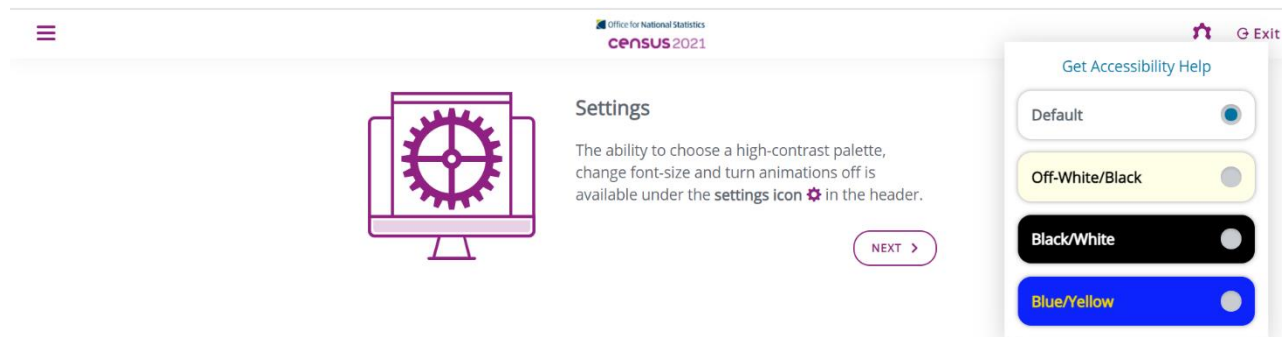 Office for National Statistics
census 2021
Exit
Settings
The ability to choose a high-contrast palette,
change font-size and turn animations off is
available under the settings icon in the header.
NEXT >
Get Accessibility Help
Default
Off-White/Black
Black/White
Blue/Yellow